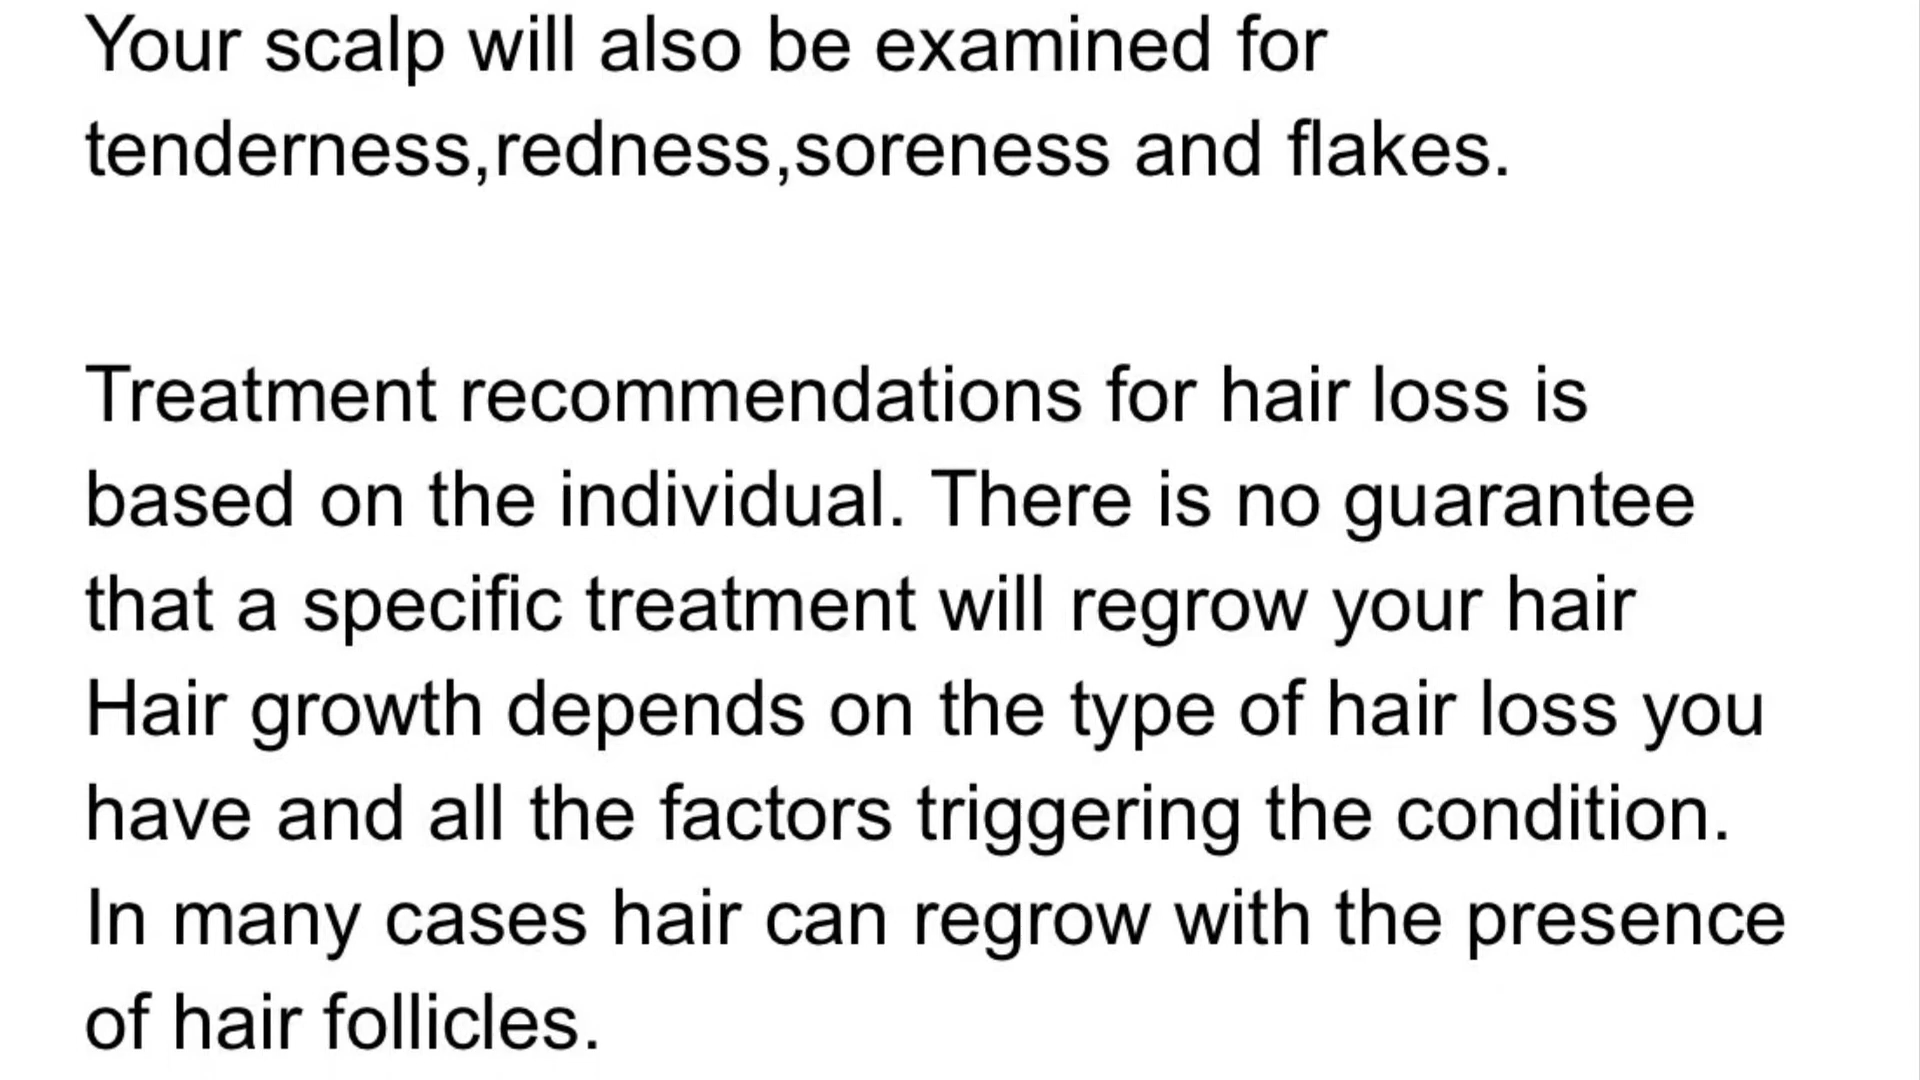 Your scalp will also be examined for
tenderness,redness,soreness and flakes.
Treatment recommendations for hair loss is
based on the individual. There is no guarantee
that a specific treatment will regrow your hair
Hair growth depends on the type of hair loss you
have and all the factors triggering the condition.
In many cases hair can regrow with the presence
of hair follicles.